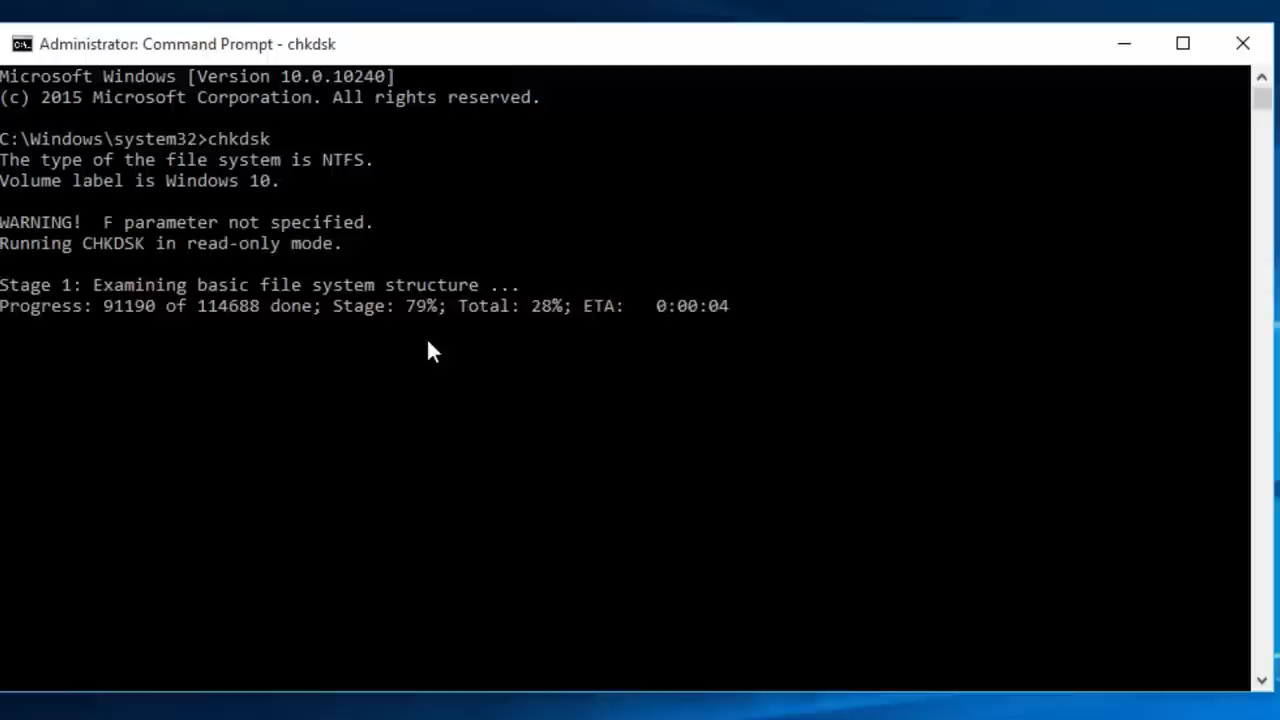 Administrator: Command Prompt - chkdsk
Microsoft Windows [Version 10.0.10240]
(c) 2015 Microsoft Corporation. All rights reserved.
C:\Windows\system32>chkdsk
The type of the file system is NTFS.
Volume label is Windows 10.
WARNING!  F parameter not specified.
Running CHKDSK in read-only mode.
Stage 1: Examining basic file system structure ...
Progress: 91190 of 114688 done; Stage: 79%; Total: 28%; ETA:   0:00:04